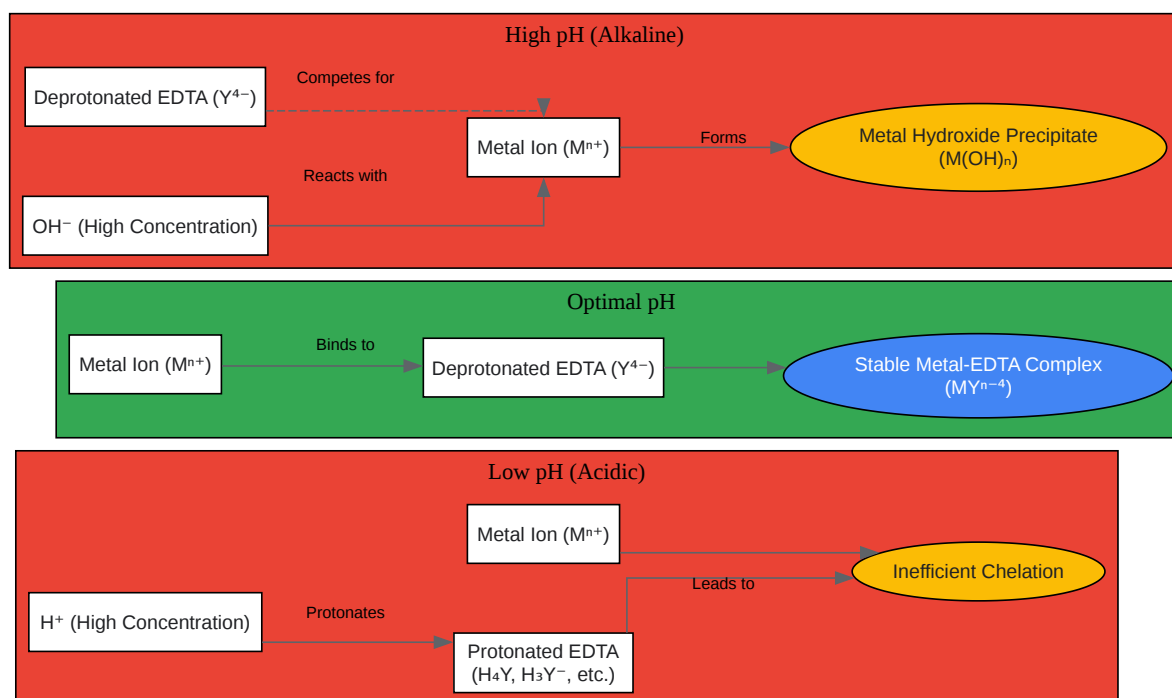 High pH (Alkaline)
Deprotonated EDTA (Y⁴⁻)
Competes for
Metal Ion (Mⁿ⁺)
Forms
Metal Hydroxide Precipitate
(M(OH)ₙ)
Reacts with
OH⁻ (High Concentration)
Optimal pH
Metal Ion (Mⁿ⁺)
Binds to
Deprotonated EDTA (Y⁴⁻)
Stable Metal-EDTA Complex
(MYⁿ⁻⁴)
Low pH (Acidic)
Metal Ion (Mⁿ⁺)
Inefficient Chelation
Leads to
H⁺ (High Concentration)
Protonates
Protonated EDTA
(H₄Y, H₃Y⁻, etc.)